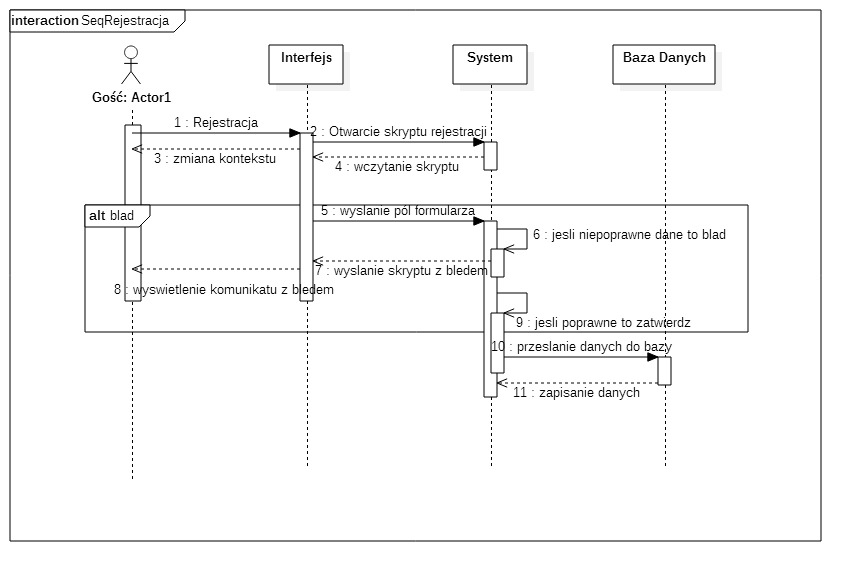 interaction SeqRejestracja
Interfejs
System
Baza Danych
Gość: Actor1
1 : Rejestracja
2 : Otwarcie skryptu rejestracji
3 : zmiana kontekstu
4 : wczytanie skryptu
alt blad
5 : wyslanie pól formularza
6 : jesli niepoprawne dane to blad
7 : wyslanie skryptu z bledem
8 : wyswietlenie komunikatu z bledem
9 : jesli poprawne to zatwierdz
10 : przeslanie danych do bazy
11 : zapisanie danych